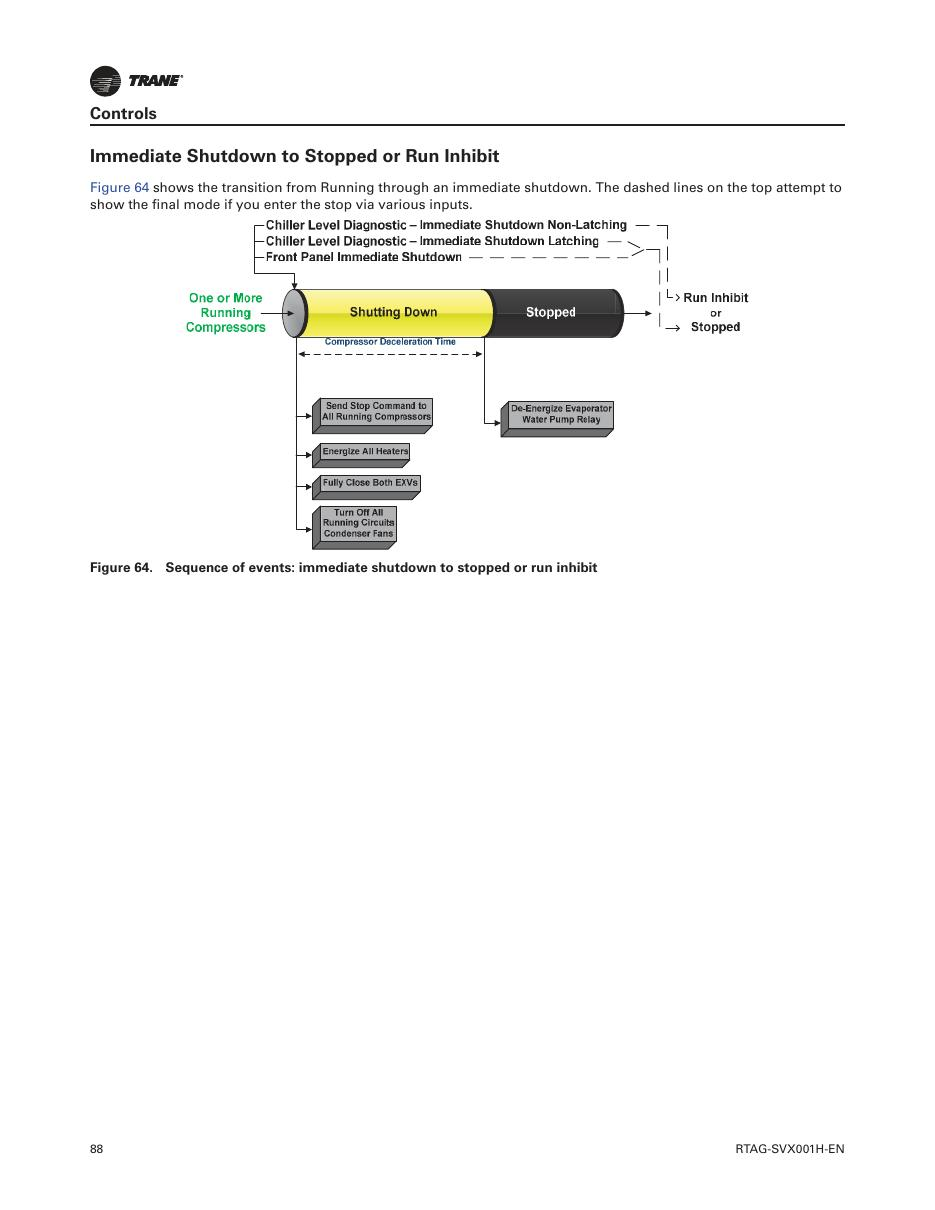 TRANE
Controls
Immediate Shutdown to Stopped or Run Inhibit
Figure 64 shows the transition from Running through an immediate shutdown. The dashed lines on the top attempt to
show the final mode if you enter the stop via various inputs.
Chiller Level Diagnostic – Immediate Shutdown Non-Latching
Chiller Level Diagnostic – Immediate Shutdown Latching
Front Panel Immediate Shutdown
One or More
Running
Compressors
Shutting Down
Stopped
Run Inhibit
or
Stopped
Compressor Deceleration Time
Send Stop Command to
All Running Compressors
De-Energize Evaporator
Water Pump Relay
Energize All Heaters
Fully Close Both EXVs
Turn Off All
Running Circuits
Condenser Fans
Figure 64. Sequence of events: immediate shutdown to stopped or run inhibit
88
RTAG-SVX001H-EN